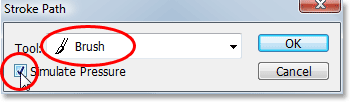 Stroke Path
Tool: Brush OK
Simulate Pressure Cancel